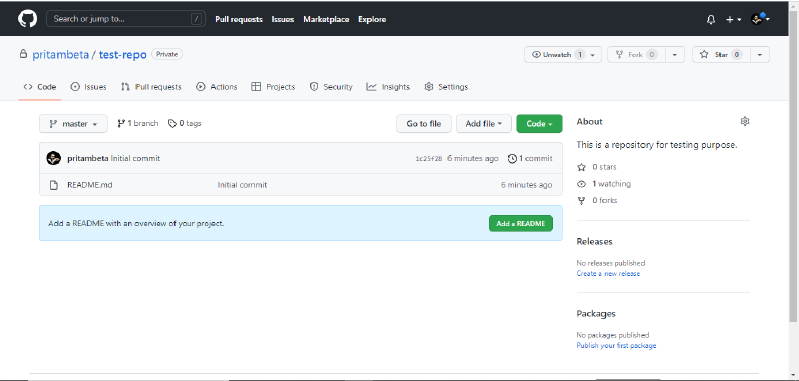 Search or jump to... / Pull requests Issues Marketplace Explore
pritambeta / test-repo Private Unwatch 1 Fork 0 Star 0
Code Issues Pull requests Actions Projects Security Insights Settings
master 1 branch 0 tags Go to file Add file Code
About
This is a repository for testing purpose.
pritambeta Initial commit 1c25f28 6 minutes ago 1 commit
0 stars
README.md Initial commit 6 minutes ago
1 watching
0 forks
Add a README with an overview of your project. Add a README
Releases
No releases published
Create a new release
Packages
No packages published
Publish your first package